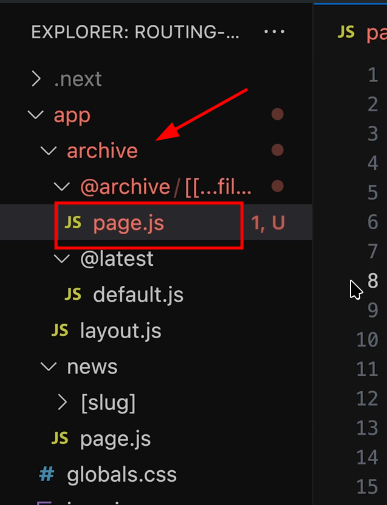 EXPLORER: ROUTING-... ...
.next
app
archive
@archive/[[...fil...
JS page.js 1, U
@latest
JS default.js
JS layout.js
news
[slug]
JS page.js
# globals.css
JS pa
1
2
3
4
5
6
7
8
9
10
11
12
13
14
15